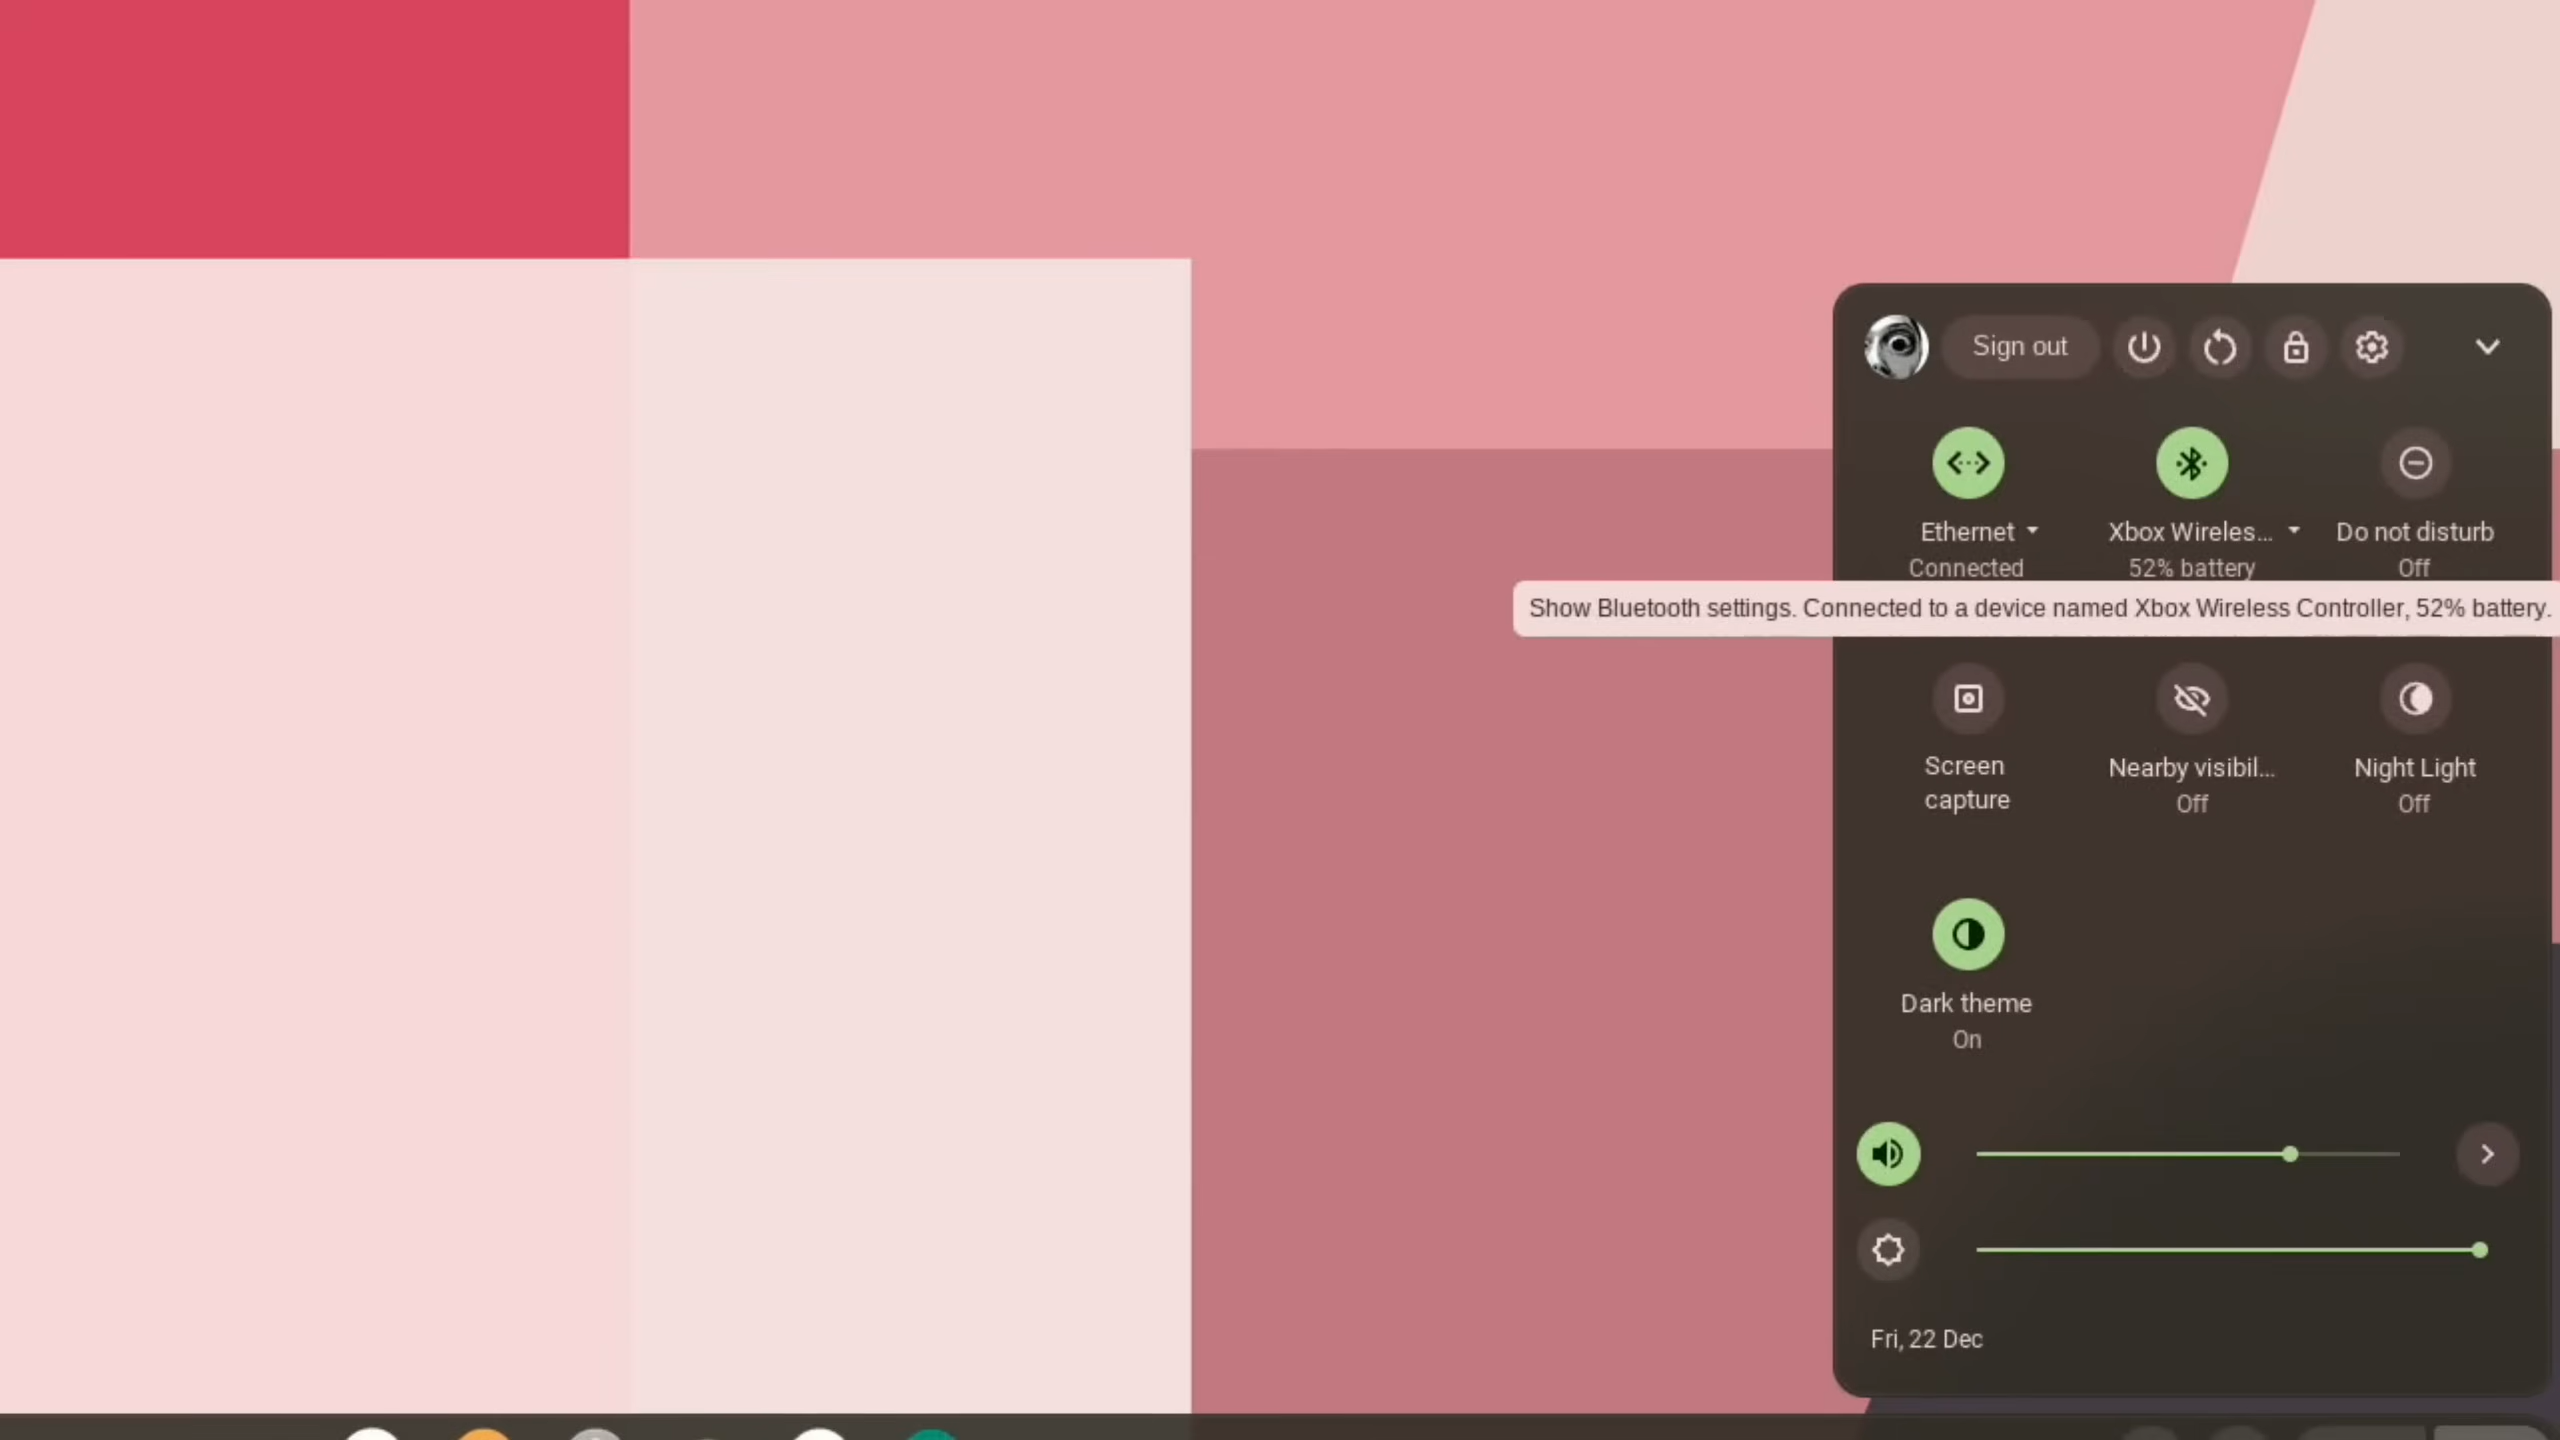 Sign out
Ethernet
Connected
Xbox Wireles...
52% battery
Do not disturb
Off
Show Bluetooth settings. Connected to a device named Xbox Wireless Controller, 52% battery.
Screen
capture
Nearby visibil...
Off
Night Light
Off
Dark theme
On
Fri, 22 Dec